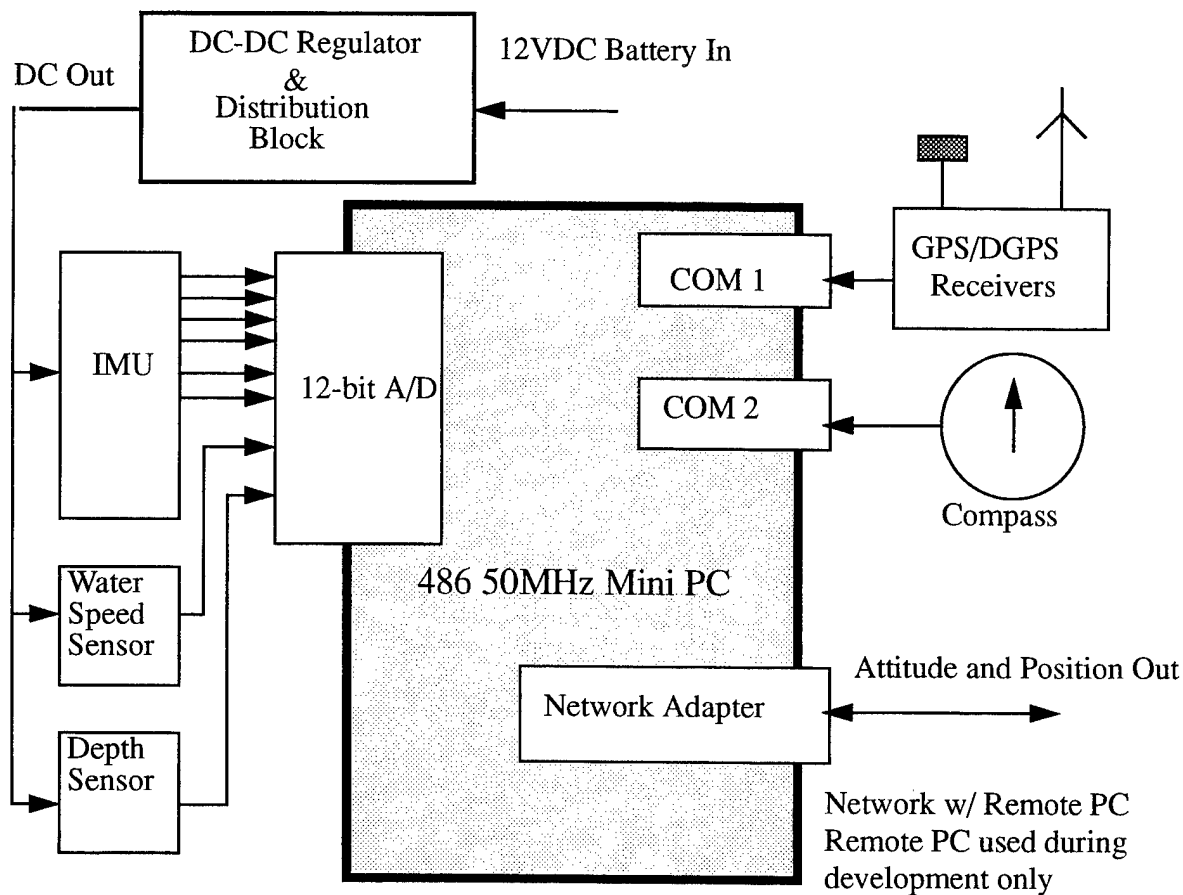 DC-DC Regulator
&
Distribution
Block
12VDC Battery In
DC Out
GPS/DGPS
Receivers
COM 1
IMU
12-bit A/D
COM 2
Compass
486 50MHz Mini PC
Water
Speed
Sensor
Attitude and Position Out
Network Adapter
Depth
Sensor
Network w/ Remote PC
Remote PC used during
development only